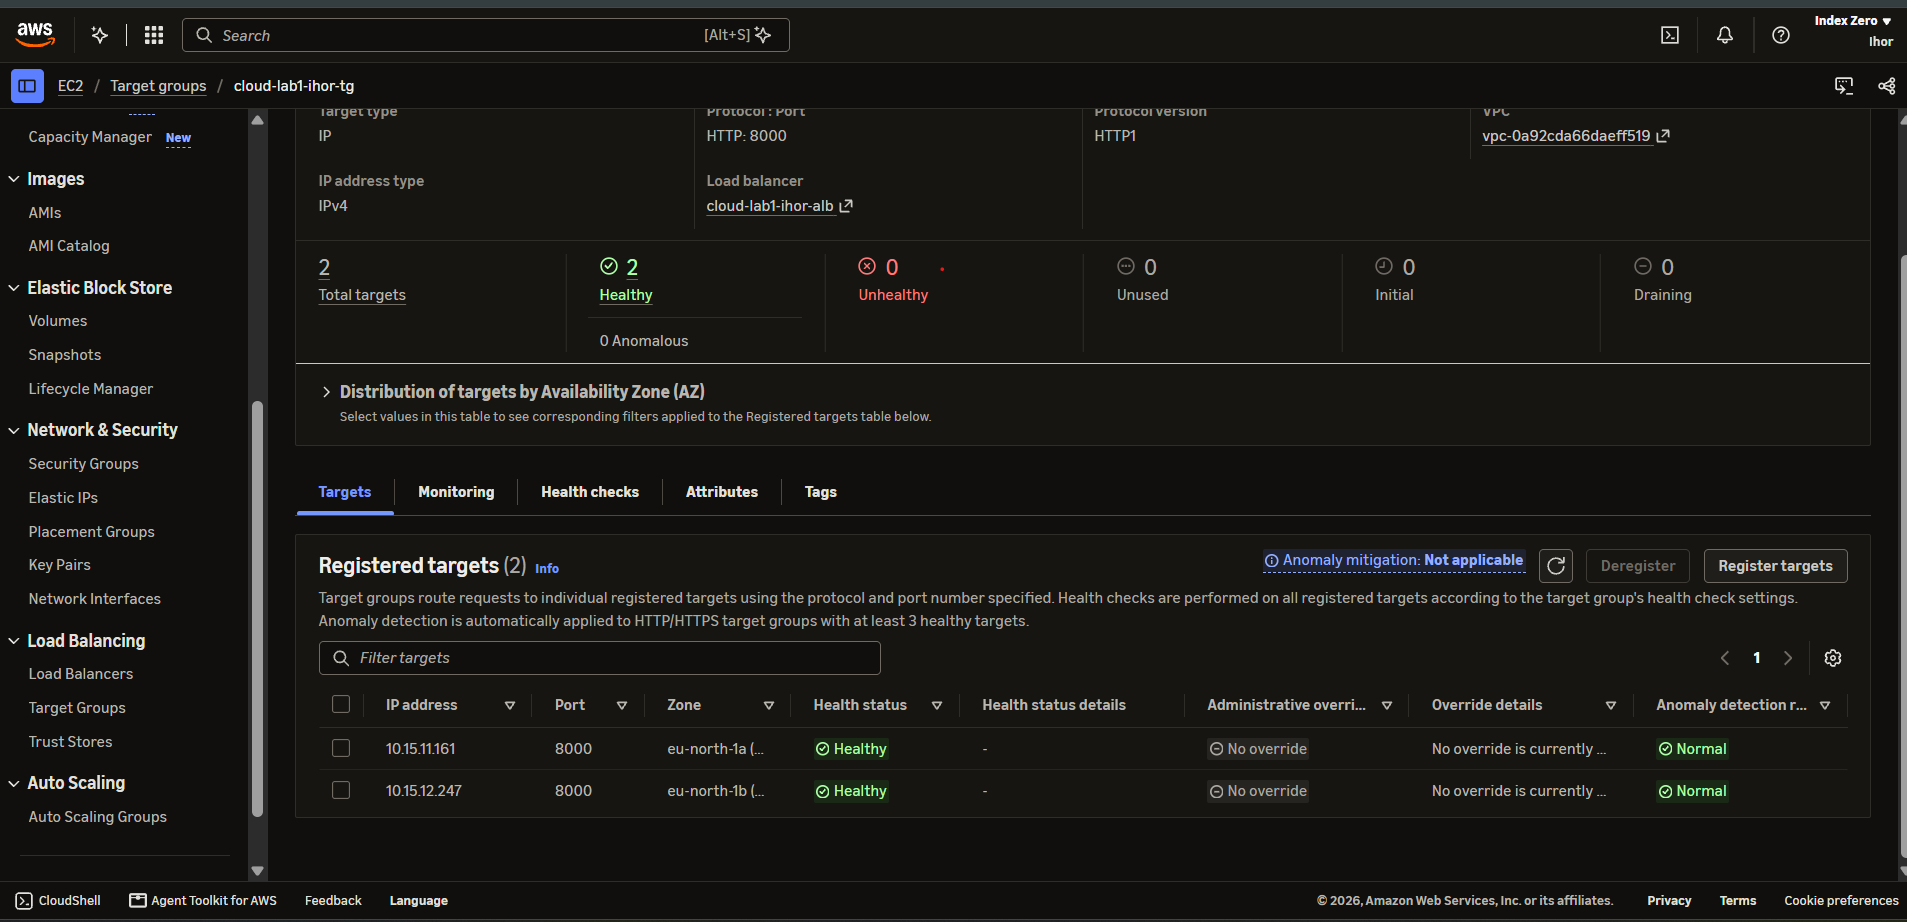 aws
Search
[Alt+S]
Index Zero
Ihor
EC2 / Target groups / cloud-lab1-ihor-tg
Capacity Manager New
Images
AMIs
AMI Catalog
Elastic Block Store
Volumes
Snapshots
Lifecycle Manager
Network & Security
Security Groups
Elastic IPs
Placement Groups
Key Pairs
Network Interfaces
Load Balancing
Load Balancers
Target Groups
Trust Stores
Auto Scaling
Auto Scaling Groups
Target type
IP
Protocol : Port
HTTP: 8000
Protocol version
HTTP1
VPC
vpc-0a92cda66daeff519
IP address type
IPv4
Load balancer
cloud-lab1-ihor-alb
2
Total targets
2
Healthy
0 Anomalous
0
Unhealthy
0
Unused
0
Initial
0
Draining
Distribution of targets by Availability Zone (AZ)
Select values in this table to see corresponding filters applied to the Registered targets table below.
Targets Monitoring Health checks Attributes Tags
Registered targets (2) Info
Anomaly mitigation: Not applicable
Deregister
Register targets
Target groups route requests to individual registered targets using the protocol and port number specified. Health checks are performed on all registered targets according to the target group's health check settings.
Anomaly detection is automatically applied to HTTP/HTTPS target groups with at least 3 healthy targets.
Filter targets
1
IP address Port Zone Health status Health status details Administrative overri... Override details Anomaly detection r...
10.15.11.161 8000 eu-north-1a (... Healthy - No override No override is currently ... Normal
10.15.12.247 8000 eu-north-1b (... Healthy - No override No override is currently ... Normal
CloudShell Agent Toolkit for AWS Feedback Language
© 2026, Amazon Web Services, Inc. or its affiliates. Privacy Terms Cookie preferences